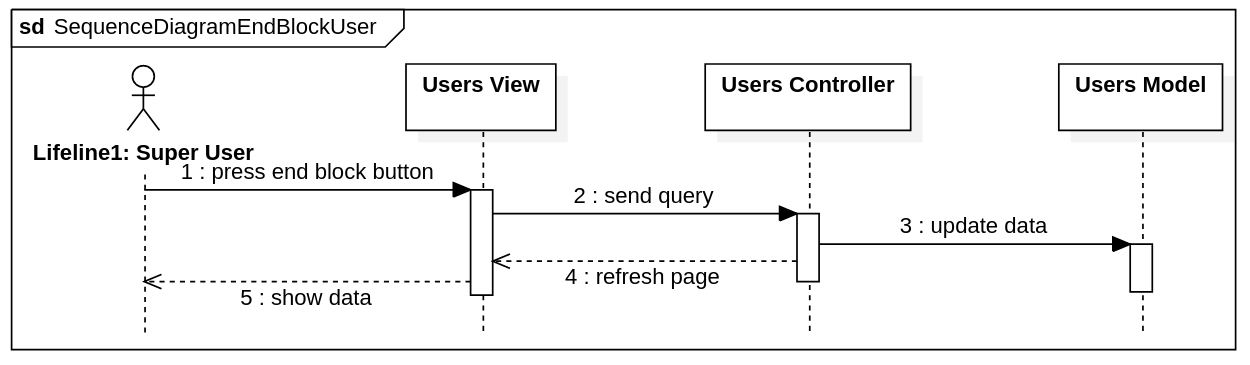 sd SequenceDiagramEndBlockUser
Users View
Users Controller
Users Model
Lifeline1: Super User
1 : press end block button
2 : send query
3 : update data
4 : refresh page
5 : show data